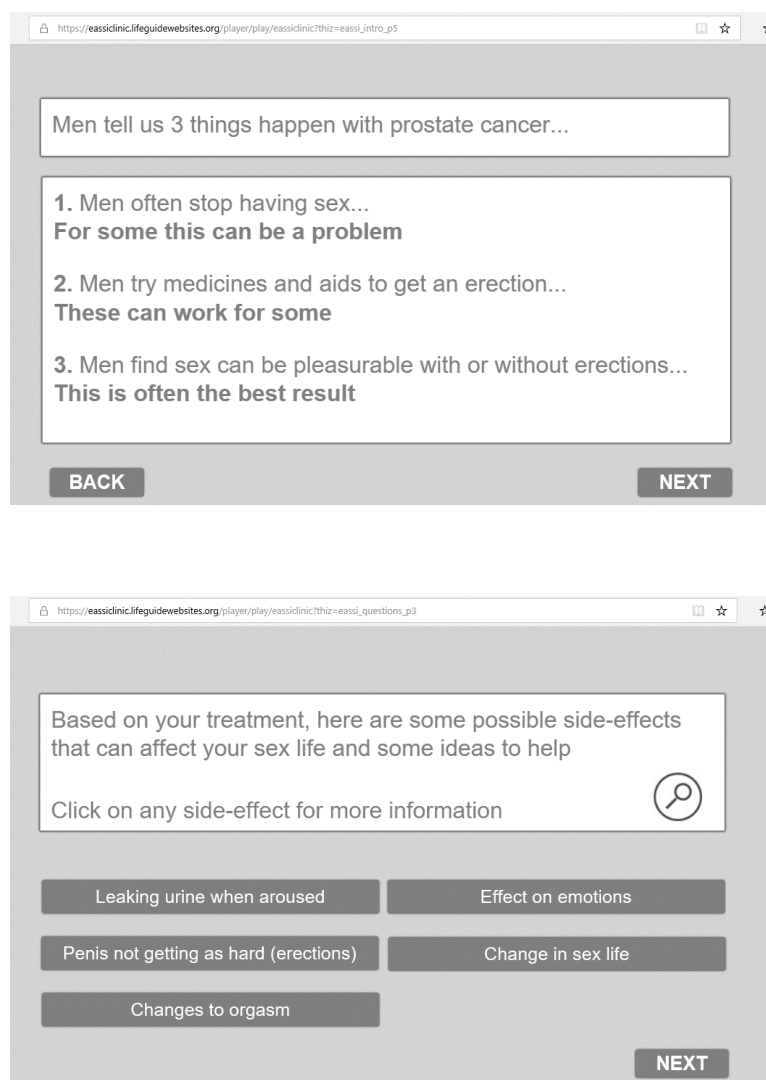 https://eassiclinic.lifeguidewebsites.org/player/play/eassiclinic?thiz=eassi_intro_p5
Men tell us 3 things happen with prostate cancer...
1. Men often stop having sex...
For some this can be a problem
2. Men try medicines and aids to get an erection...
These can work for some
3. Men find sex can be pleasurable with or without erections...
This is often the best result
BACK
NEXT
https://eassiclinic.lifeguidewebsites.org/player/play/eassiclinic?thiz=eassi_questions_p3
Based on your treatment, here are some possible side-effects
that can affect your sex life and some ideas to help
Click on any side-effect for more information
Leaking urine when aroused
Effect on emotions
Penis not getting as hard (erections)
Change in sex life
Changes to orgasm
NEXT